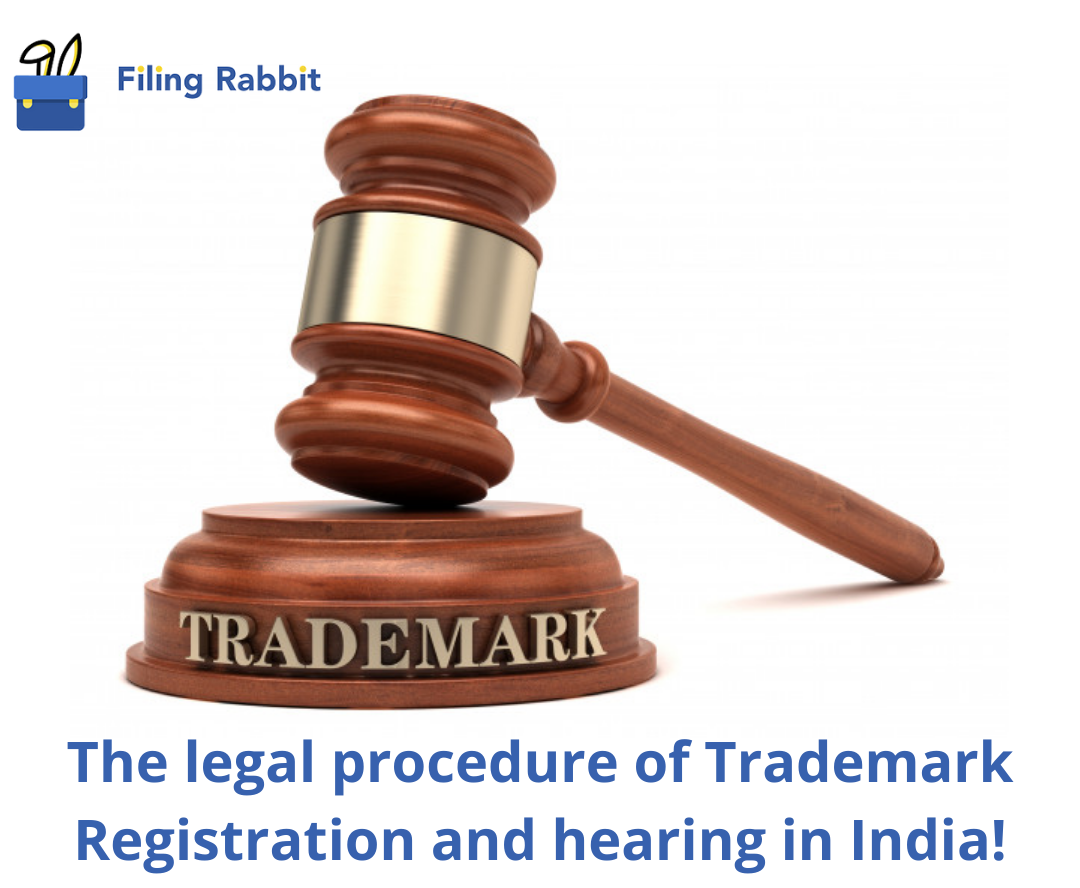 Filing Rabbit
TRADEMARK
The legal procedure of Trademark
Registration and hearing in India!